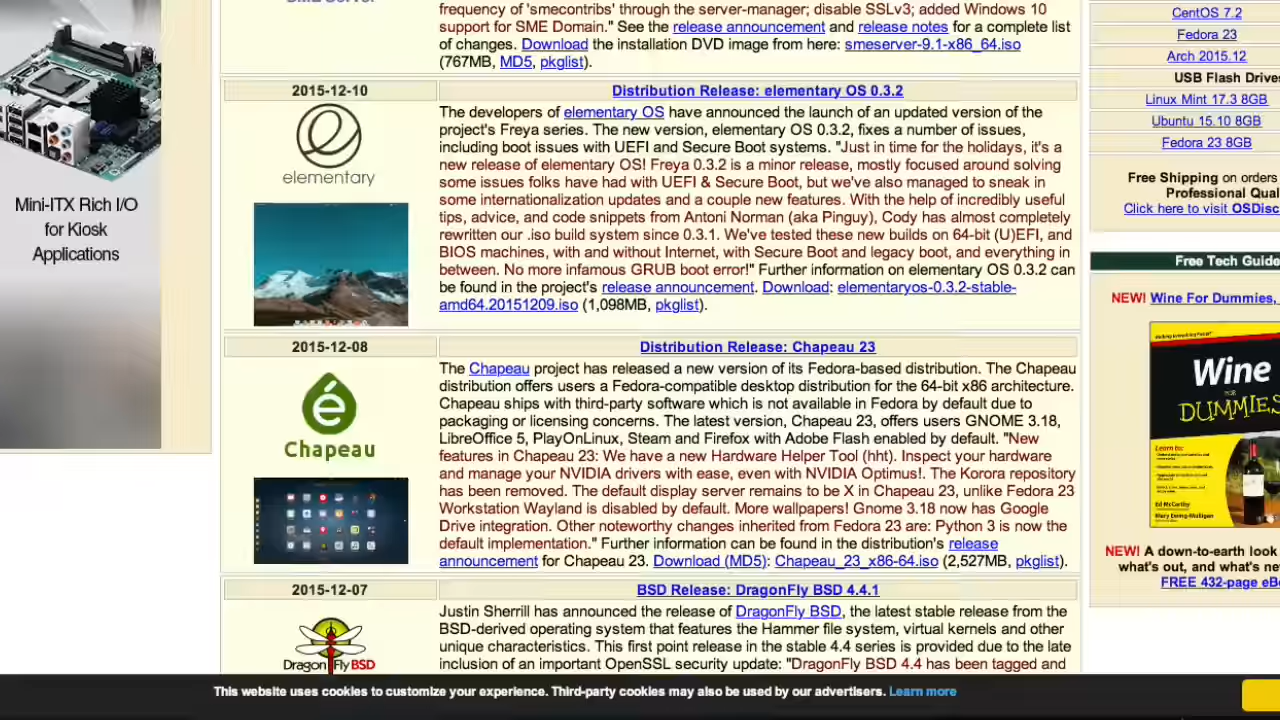 frequency of 'smecontribs' through the server-manager; disable SSLv3; added Windows 10
support for SME Domain." See the release announcement and release notes for a complete list
of changes. Download the installation DVD image from here: smeserver-9.1-x86_64.iso
(767MB, MD5, pkglist).
2015-12-10
Distribution Release: elementary OS 0.3.2
elementary
The developers of elementary OS have announced the launch of an updated version of the
project's Freya series. The new version, elementary OS 0.3.2, fixes a number of issues,
including boot issues with UEFI and Secure Boot systems. "Just in time for the holidays, it's a
new release of elementary OS! Freya 0.3.2 is a minor release, mostly focused around solving
some issues folks have had with UEFI & Secure Boot, but we've also managed to sneak in
some internationalization updates and a couple new features. With the help of incredibly useful
tips, advice, and code snippets from Antoni Norman (aka Pinguy), Cody has almost completely
rewritten our .iso build system since 0.3.1. We've tested these new builds on 64-bit (U)EFI, and
BIOS machines, with and without Internet, with Secure Boot and legacy boot, and everything in
between. No more infamous GRUB boot error!" Further information on elementary OS 0.3.2 can
be found in the project's release announcement. Download: elementaryos-0.3.2-stable-
amd64.20151209.iso (1,098MB, pkglist).
2015-12-08
Distribution Release: Chapeau 23
é
Chapeau
The Chapeau project has released a new version of its Fedora-based distribution. The Chapeau
distribution offers users a Fedora-compatible desktop distribution for the 64-bit x86 architecture.
Chapeau ships with third-party software which is not available in Fedora by default due to
packaging or licensing concerns. The latest version, Chapeau 23, offers users GNOME 3.18,
LibreOffice 5, PlayOnLinux, Steam and Firefox with Adobe Flash enabled by default. "New
features in Chapeau 23: We have a new Hardware Helper Tool (hht). Inspect your hardware
and manage your NVIDIA drivers with ease, even with NVIDIA Optimus!. The Korora repository
has been removed. The default display server remains to be X in Chapeau 23, unlike Fedora 23
Workstation Wayland is disabled by default. More wallpapers! Gnome 3.18 now has Google
Drive integration. Other noteworthy changes inherited from Fedora 23 are: Python 3 is now the
default implementation." Further information can be found in the distribution's release
announcement for Chapeau 23. Download (MD5): Chapeau_23_x86-64.iso (2,527MB, pkglist).
2015-12-07
BSD Release: DragonFly BSD 4.4.1
DragonFlyBSD
Justin Sherrill has announced the release of DragonFly BSD, the latest stable release from the
BSD-derived operating system that features the Hammer file system, virtual kernels and other
unique characteristics. This first point release in the stable 4.4 series is provided due to the late
inclusion of an important OpenSSL security update: "DragonFly BSD 4.4 has been tagged and
Mini-ITX Rich I/O
for Kiosk
Applications
CentOS 7.2
Fedora 23
Arch 2015.12
USB Flash Drives
Linux Mint 17.3 8GB
Ubuntu 15.10 8GB
Fedora 23 8GB
Free Shipping on orders
Professional Qual
Click here to visit OSDisc
Free Tech Guide
NEW! Wine For Dummies,
Wine
FOR
DUMMIES
Learn to:
Ed McCarthy
Mary Ewing-Mulligan
NEW! A down-to-earth look
what's out, and what's ne
FREE 432-page eB
This website uses cookies to customize your experience. Third-party cookies may also be used by our advertisers. Learn more